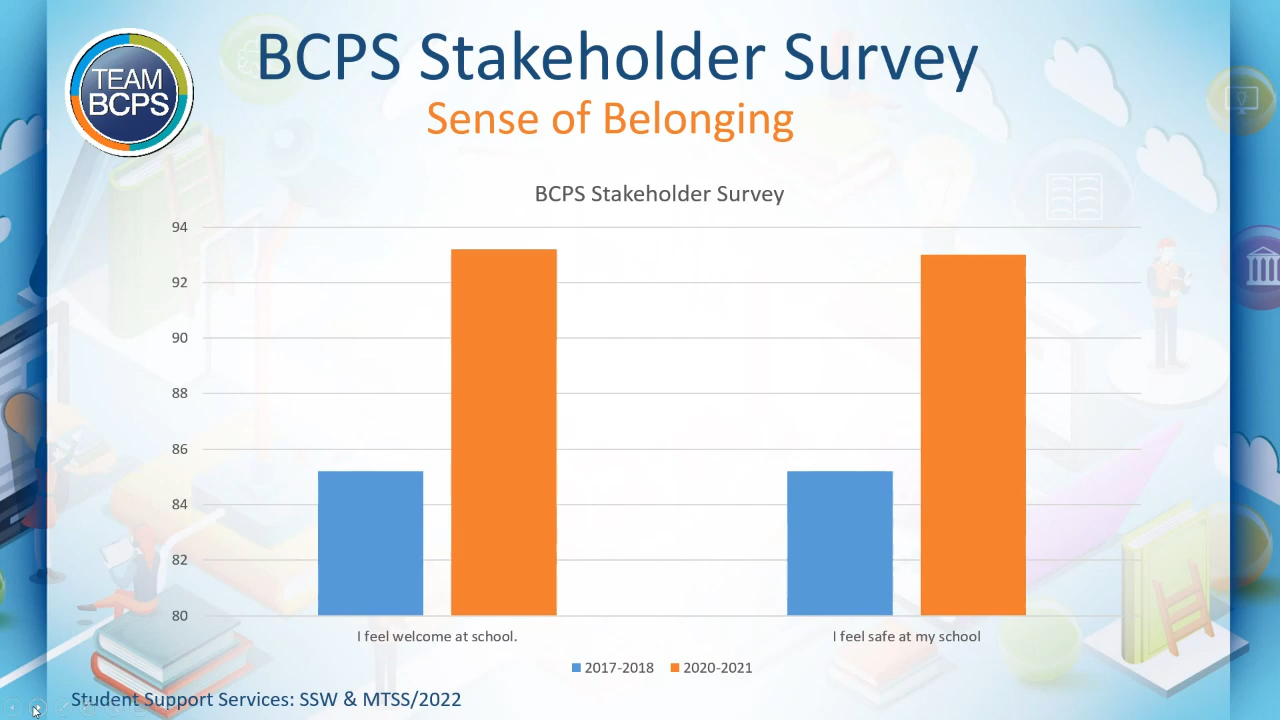 TEAM
BCPS
BCPS Stakeholder Survey
Sense of Belonging
BCPS Stakeholder Survey
94
92
90
88
86
84
82
80
I feel welcome at school.
I feel safe at my school
2017-2018
2020-2021
Student Support Services: SSW & MTSS/2022